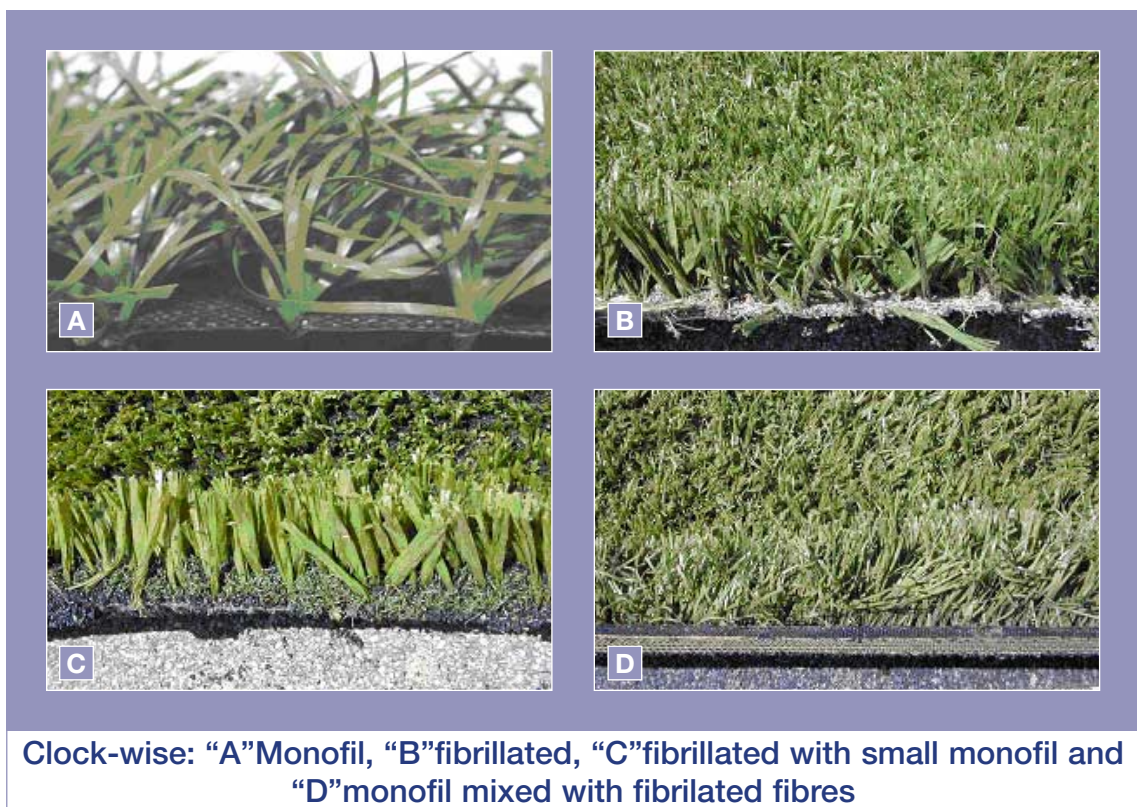 A
B
C
D
Clock-wise: “A”Monofil, “B”fibrillated, “C”fibrillated with small monofil and
“D”monofil mixed with fibrilated fibres